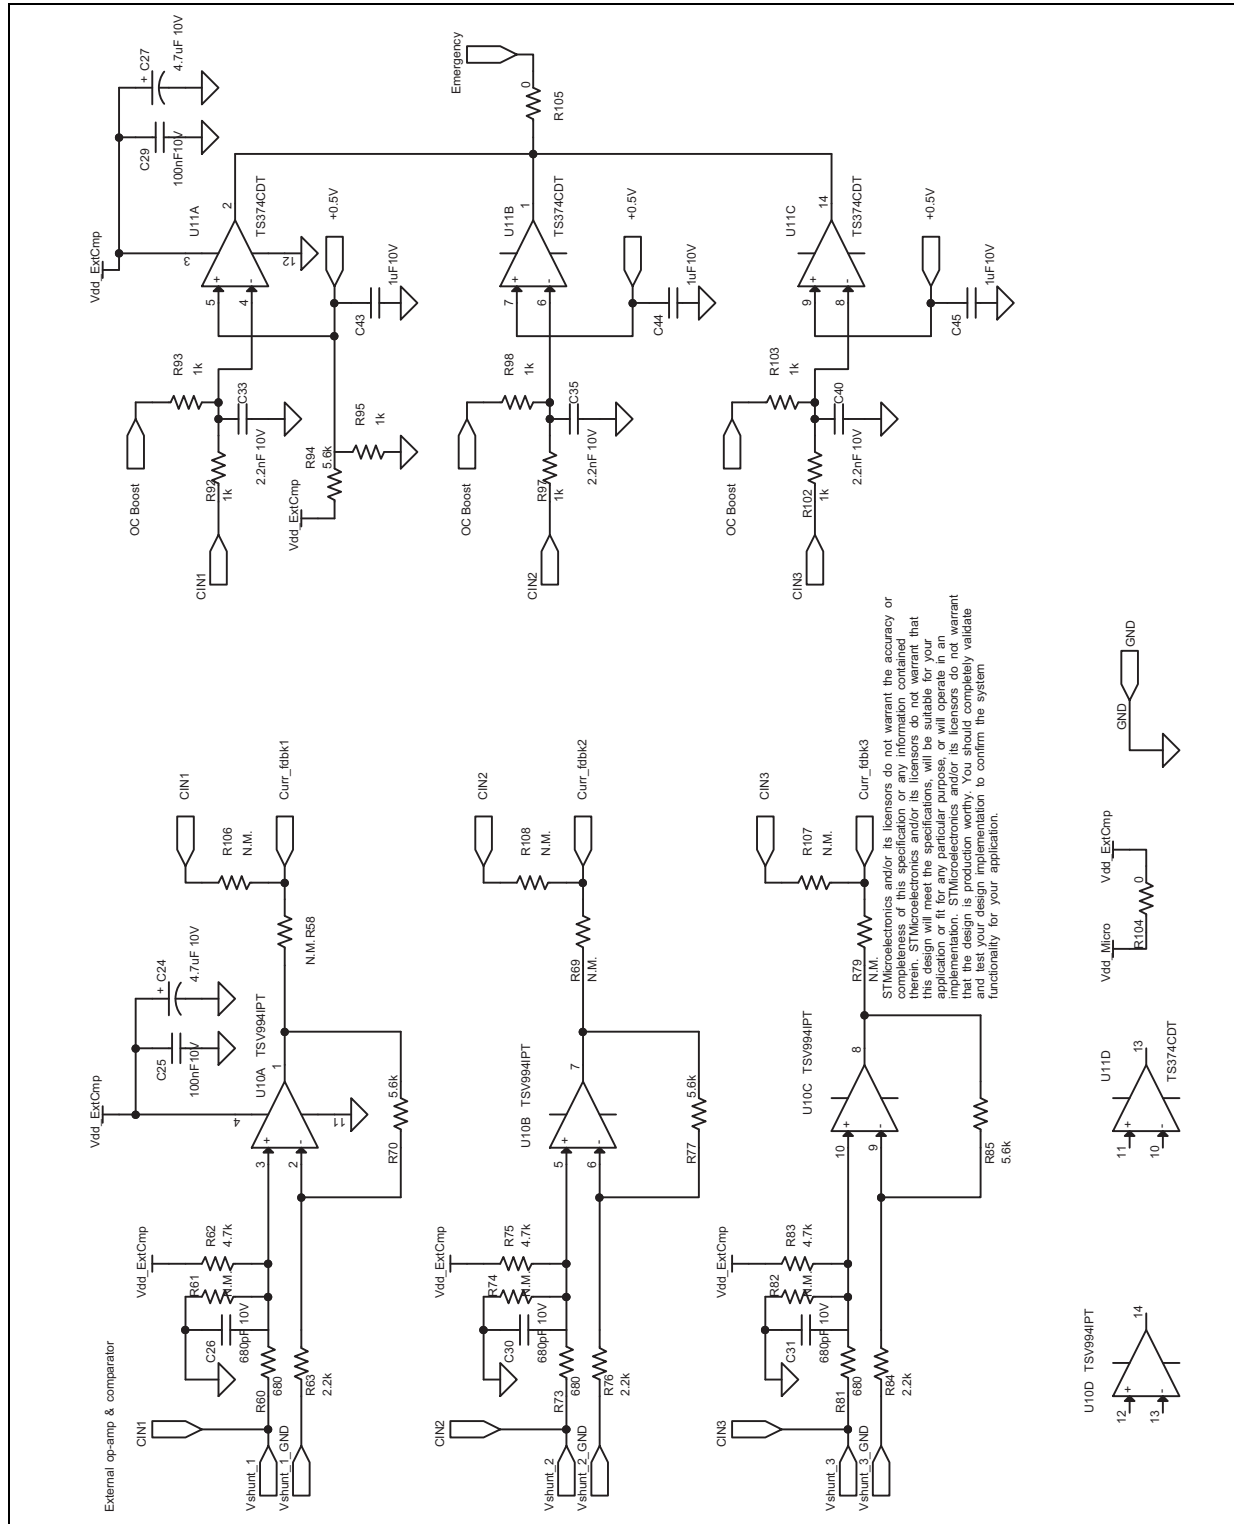 External op-amp & comparator
Vdd_ExtCmp
C25
100nF10V
+ C24
4.7uF 10V
4
U10A TSV994IPT
3
+
2
-
1
11
R62
4.7k
R61
N.M.
C26
680pF 10V
R60
680
R63
2.2k
CIN1
Vshunt_1
Vshunt_1_GND
Vdd_ExtCmp
R70
5.6k
N.M.R58
R106
N.M.
CIN1
Curr_fdbk1
Vdd_ExtCmp
R75
4.7k
R74
N.M.
C30
680pF 10V
R73
680
R76
2.2k
CIN2
Vshunt_2
Vshunt_2_GND
U10B TSV994IPT
5
+
6
-
7
R77
5.6k
R69
N.M.
R108
N.M.
CIN2
Curr_fdbk2
Vdd_ExtCmp
R83
4.7k
R82
N.M.
C31
680pF 10V
R81
680
R84
2.2k
CIN3
Vshunt_3
Vshunt_3_GND
U10C TSV994IPT
10
+
9
-
8
R85
5.6k
R79
N.M.
R107
N.M.
CIN3
Curr_fdbk3
STMicroelectronics and/or its licensors do not warrant the accuracy or
completeness of this specification or any information contained
therein. STMicroelectronics and/or its licensors do not warrant that
this design will meet the specifications, will be suitable for your
application or fit for any particular purpose, or will operate in an
implementation. STMicroelectronics and/or its licensors do not warrant
that the design is production worthy. You should completely validate
and test your design implementation to confirm the system
functionality for your application.
U10D TSV994IPT
12
+
13
-
14
U11D
TS374CDT
11
+
10
-
13
Vdd_Micro
Vdd_ExtCmp
R104
0
GND
GND
CIN1
R92
1k
OC Boost
R93
1k
C33
2.2nF 10V
Vdd_ExtCmp
R94
5.6k
R95
1k
Vdd_ExtCmp
C29
100nF10V
+ C27
4.7uF 10V
3
U11A
TS374CDT
5
+
4
-
2
12
+0.5V
C43
1uF10V
CIN2
R97
1k
OC Boost
R98
1k
C35
2.2nF 10V
U11B
TS374CDT
7
+
6
-
1
+0.5V
C44
1uF10V
Emergency
R105
0
CIN3
R102
1k
OC Boost
R103
1k
C40
2.2nF 10V
U11C
TS374CDT
9
+
8
-
14
+0.5V
C45
1uF10V